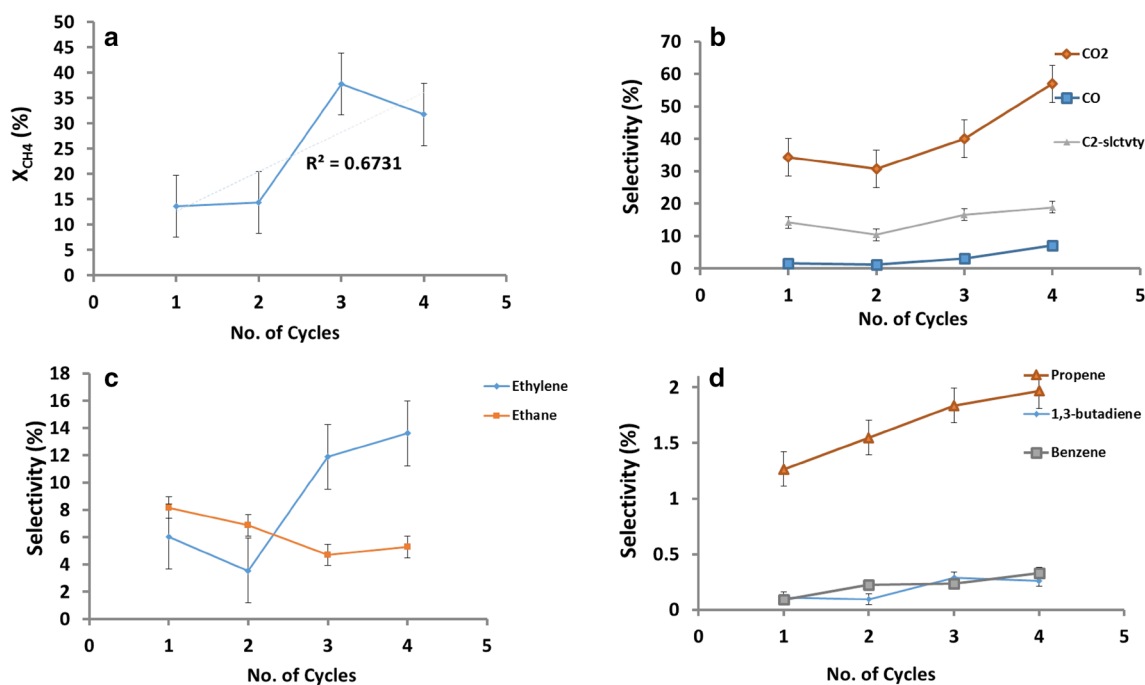 a
50
45
40
35
30
25
20
15
10
5
0
X_CH4 (%)
R² = 0.6731
0 1 2 3 4 5
No. of Cycles
b
70
60
50
40
30
20
10
0
Selectivity (%)
CO2
CO
C2-slctvty
0 1 2 3 4 5
No. of Cycles
c
18
16
14
12
10
8
6
4
2
0
Selectivity (%)
Ethylene
Ethane
0 1 2 3 4 5
No. of Cycles
d
2
1.5
1
0.5
0
Selectivity (%)
Propene
1,3-butadiene
Benzene
0 1 2 3 4 5
No. of Cycles